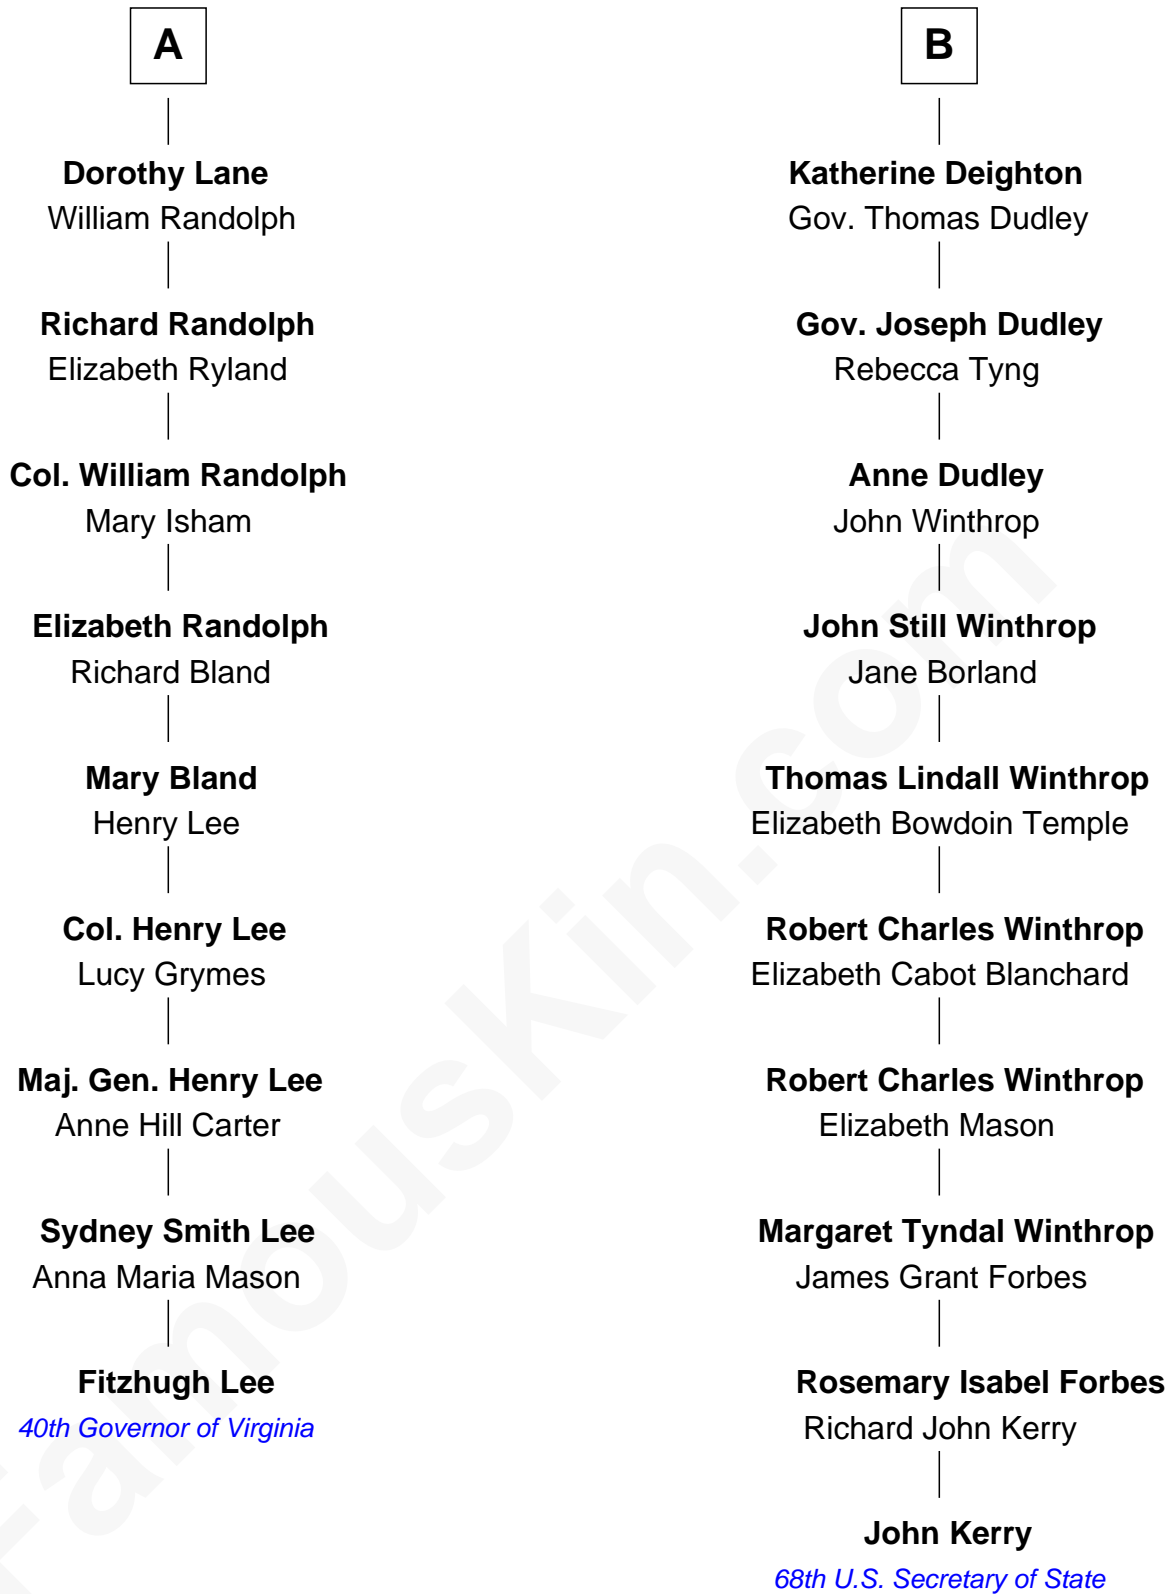 A
Dorothy Lane
William Randolph
Richard Randolph
Elizabeth Ryland
Col. William Randolph
Mary Isham
Elizabeth Randolph
Richard Bland
Mary Bland
Henry Lee
Col. Henry Lee
Lucy Grymes
Maj. Gen. Henry Lee
Anne Hill Carter
Sydney Smith Lee
Anna Maria Mason
Fitzhugh Lee
40th Governor of Virginia
B
Katherine Deighton
Gov. Thomas Dudley
Gov. Joseph Dudley
Rebecca Tyng
Anne Dudley
John Winthrop
John Still Winthrop
Jane Borland
Thomas Lindall Winthrop
Elizabeth Bowdoin Temple
Robert Charles Winthrop
Elizabeth Cabot Blanchard
Robert Charles Winthrop
Elizabeth Mason
Margaret Tyndal Winthrop
James Grant Forbes
Rosemary Isabel Forbes
Richard John Kerry
John Kerry
68th U.S. Secretary of State
FamousKin.com